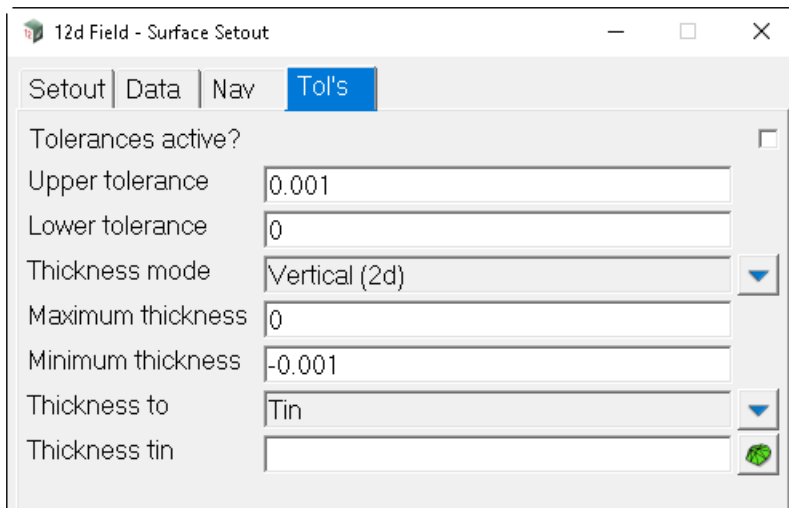 12d Field - Surface Setout
Setout Data Nav Tol's
Tolerances active?
Upper tolerance 0.001
Lower tolerance 0
Thickness mode Vertical (2d)
Maximum thickness 0
Minimum thickness -0.001
Thickness to Tin
Thickness tin